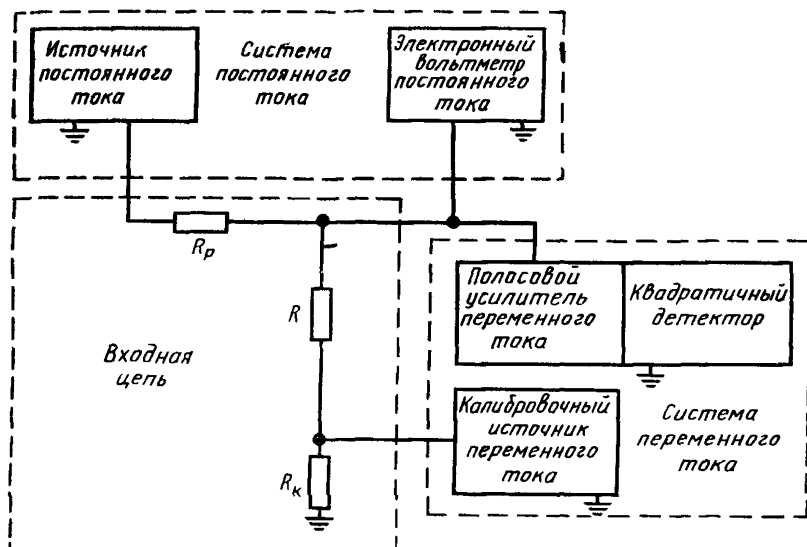 Источник
постоянного
тока
Система
постоянного
тока
Электронный
вольтметр
постоянного
тока
Rр
R
Входная
цепь
Rк
Полосовой
усилитель
переменного
тока
Квадратичный
детектор
Калибровочный
источник
переменного
тока
Система
переменного
тока